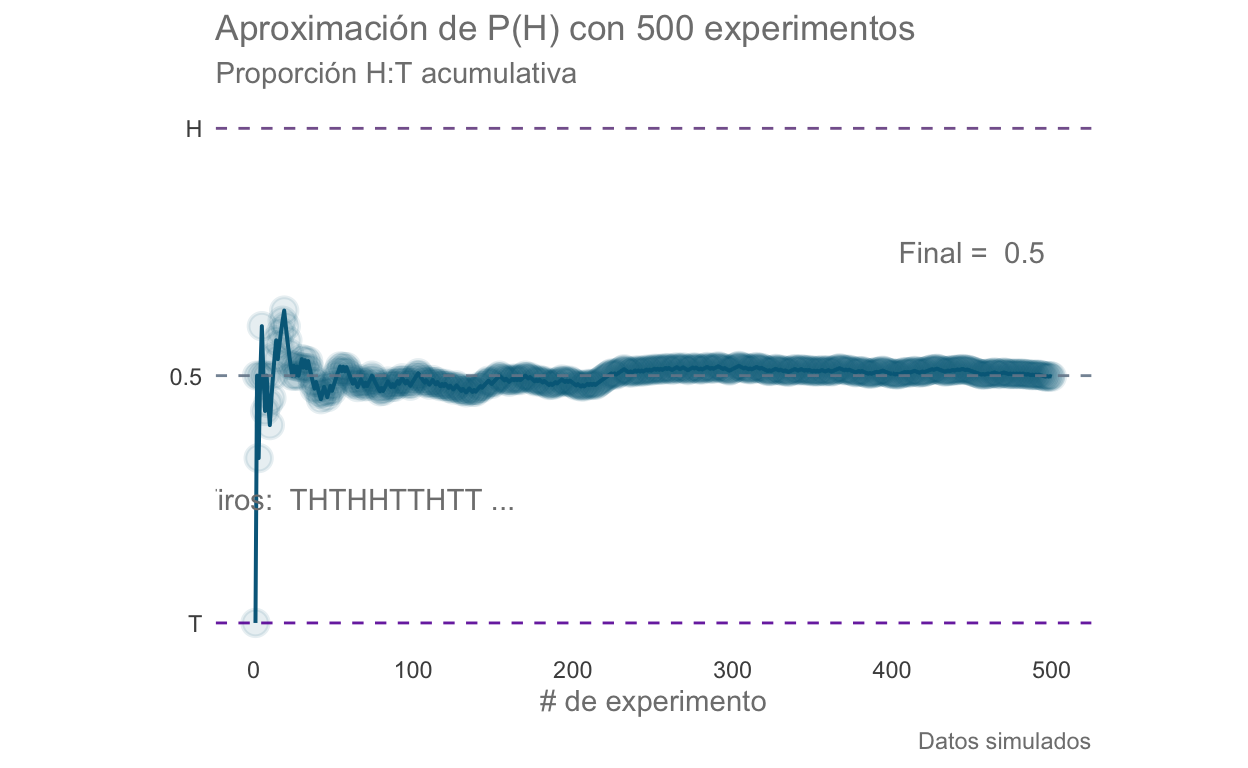 Aproximación de P(H) con 500 experimentos
Proporción H:T acumulativa
H
Final = 0.5
0.5
iros: THTHHTTHTT ...
T
0 100 200 300 400 500
# de experimento
Datos simulados